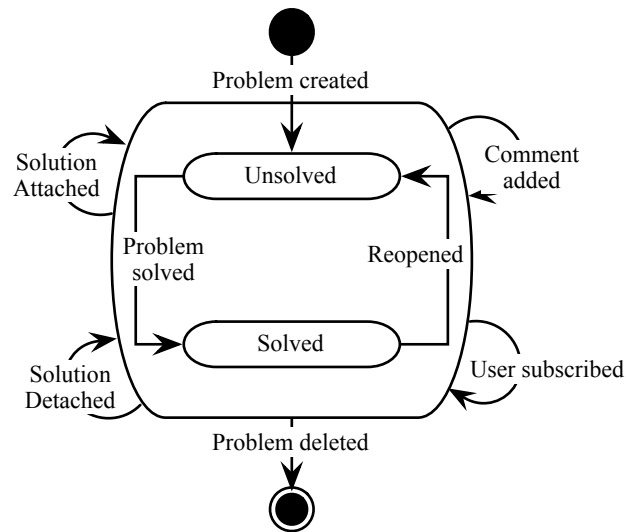 Problem created
Solution
Attached
Unsolved
Comment
added
Problem
solved
Reopened
Solved
Solution
Detached
User subscribed
Problem deleted